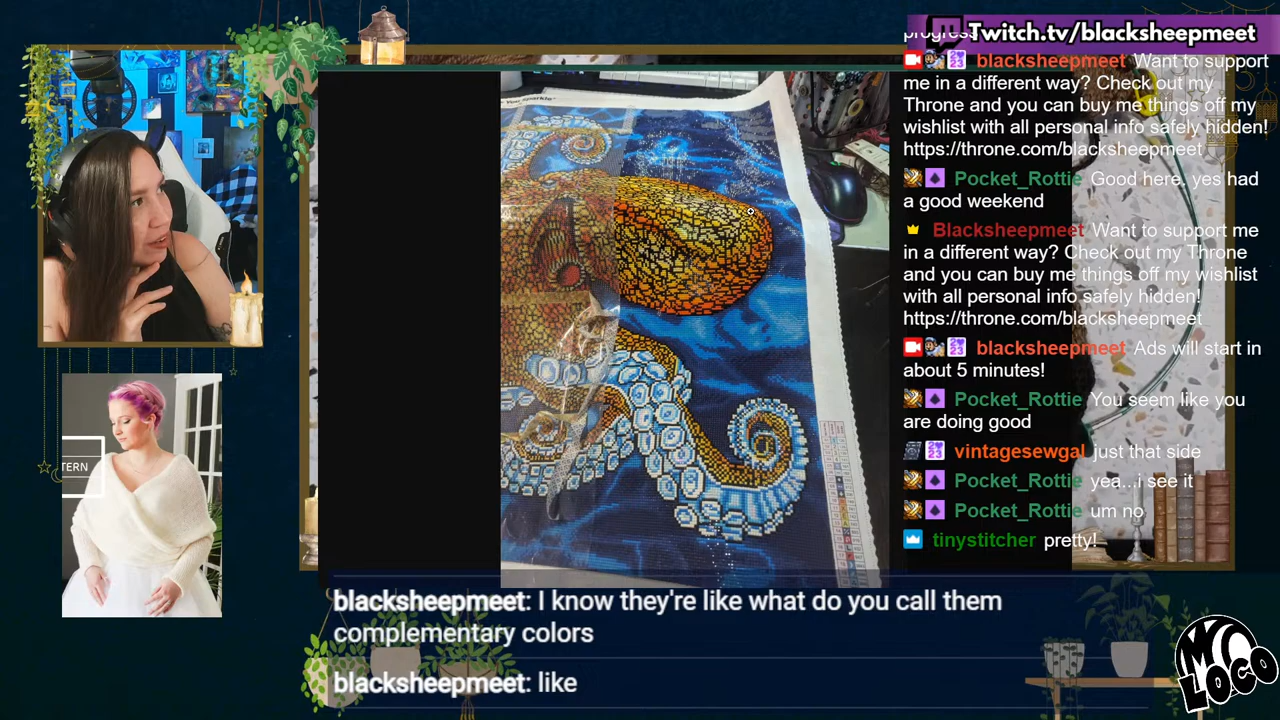 Twitch.tv/blacksheepmeet
progress
blacksheepmeet Want to support
me in a different way? Check out my
Throne and you can buy me things off my
wishlist with all personal info safely hidden!
https://throne.com/blacksheepmeet
Pocket_Rottie Good here, yes had
a good weekend
Blacksheepmeet Want to support me
in a different way? Check out my Throne
and you can buy me things off my wishlist
with all personal info safely hidden!
https://throne.com/blacksheepmeet
blacksheepmeet Ads will start in
about 5 minutes!
Pocket_Rottie You seem like you
are doing good
vintagesewgal just that side
Pocket_Rottie yea...i see it
Pocket_Rottie um no
tinystitcher pretty!
You Sparkle
TERN
blacksheepmeet: I know they're like what do you call them
complementary colors
blacksheepmeet: like
MC
LOCO